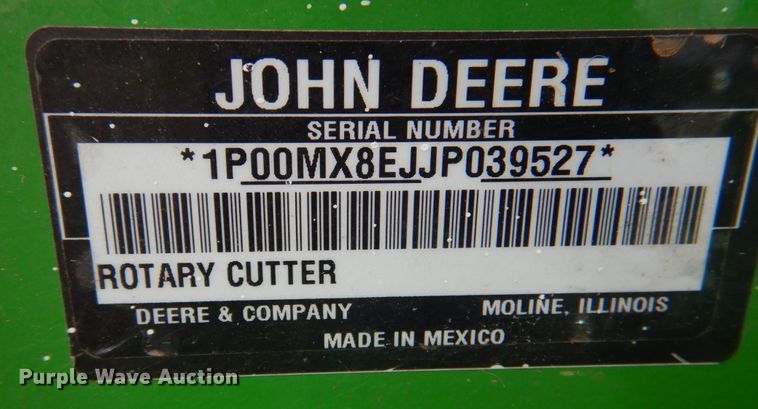 JOHN DEERE
SERIAL NUMBER
*1P00MX8EJJP039527*
ROTARY CUTTER
DEERE & COMPANY MOLINE, ILLINOIS
MADE IN MEXICO
Purple Wave Auction